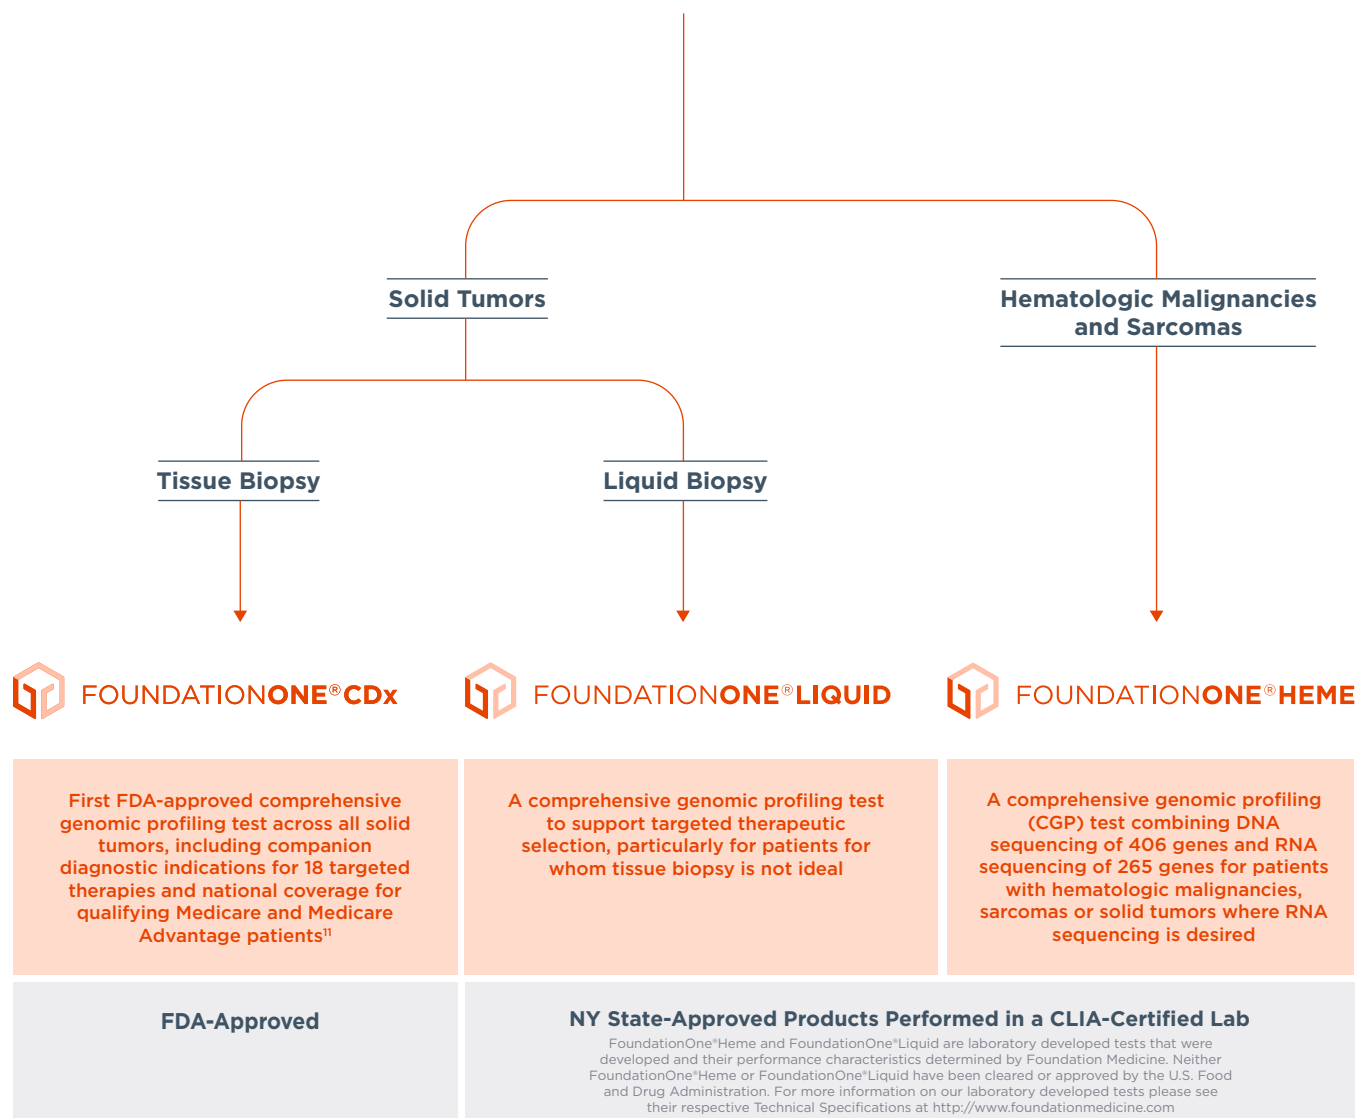 Solid Tumors
Hematologic Malignancies
and Sarcomas
Tissue Biopsy
Liquid Biopsy
FOUNDATIONONE®CDx
FOUNDATIONONE®LIQUID
FOUNDATIONONE®HEME
First FDA-approved comprehensive
genomic profiling test across all solid
tumors, including companion
diagnostic indications for 18 targeted
therapies and national coverage for
qualifying Medicare and Medicare
Advantage patients¹¹
A comprehensive genomic profiling test
to support targeted therapeutic
selection, particularly for patients for
whom tissue biopsy is not ideal
A comprehensive genomic profiling
(CGP) test combining DNA
sequencing of 406 genes and RNA
sequencing of 265 genes for patients
with hematologic malignancies,
sarcomas or solid tumors where RNA
sequencing is desired
FDA-Approved
NY State-Approved Products Performed in a CLIA-Certified Lab
FoundationOne®Heme and FoundationOne®Liquid are laboratory developed tests that were
developed and their performance characteristics determined by Foundation Medicine. Neither
FoundationOne®Heme or FoundationOne®Liquid have been cleared or approved by the U.S. Food
and Drug Administration. For more information on our laboratory developed tests please see
their respective Technical Specifications at http://www.foundationmedicine.com